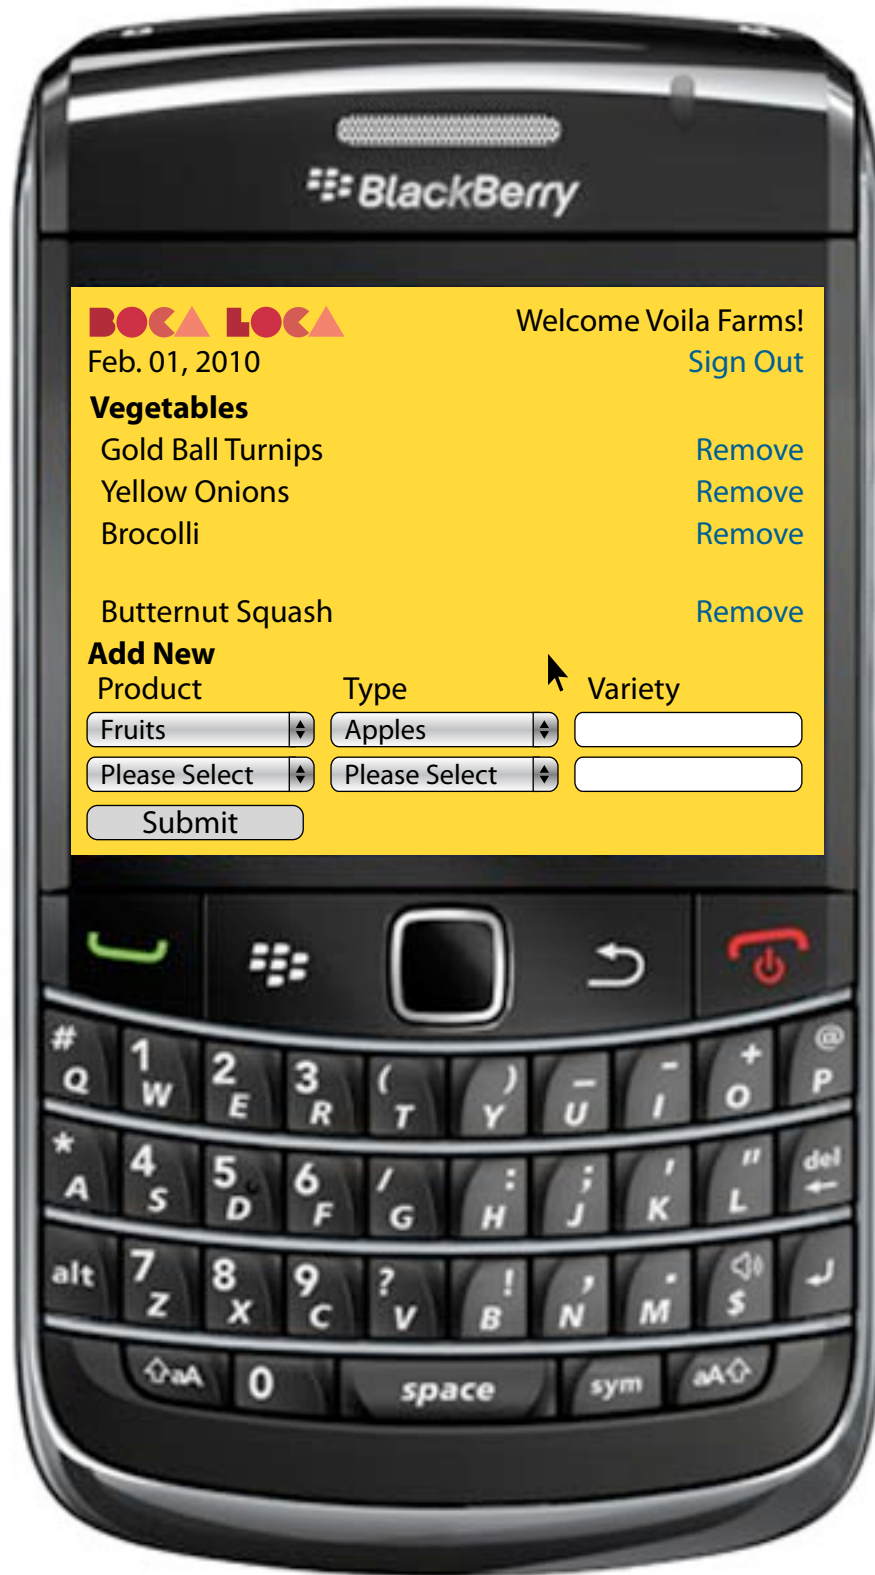 BlackBerry
BOCA LOCA
Welcome Voila Farms!
Feb. 01, 2010
Sign Out
Vegetables
Gold Ball Turnips Remove
Yellow Onions Remove
Brocolli Remove
Butternut Squash Remove
Add New
Product Type Variety
Fruits Apples
Please Select Please Select
Submit
# 1 2 3 ( ) _ - + @
Q W E R T Y U I O P
* 4 5 6 / : ; ' " del
A S D F G H J K L
alt 7 8 9 ? ! , .
Z X C V B N M $
aA 0 space sym aA